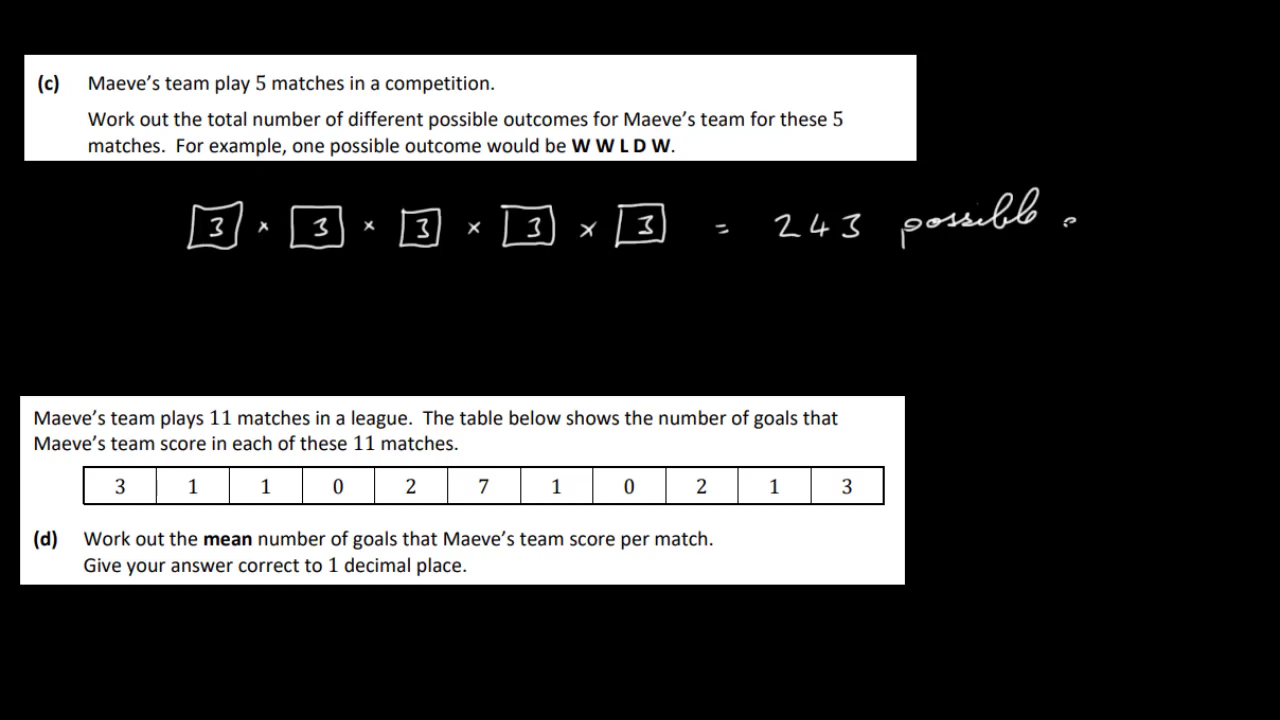 (c) Maeve's team play 5 matches in a competition.
Work out the total number of different possible outcomes for Maeve's team for these 5
matches. For example, one possible outcome would be W W L D W.
3 × 3 × 3 × 3 × 3 = 243 possible
Maeve's team plays 11 matches in a league. The table below shows the number of goals that
Maeve's team score in each of these 11 matches.
3 1 1 0 2 7 1 0 2 1 3
(d) Work out the mean number of goals that Maeve's team score per match.
Give your answer correct to 1 decimal place.